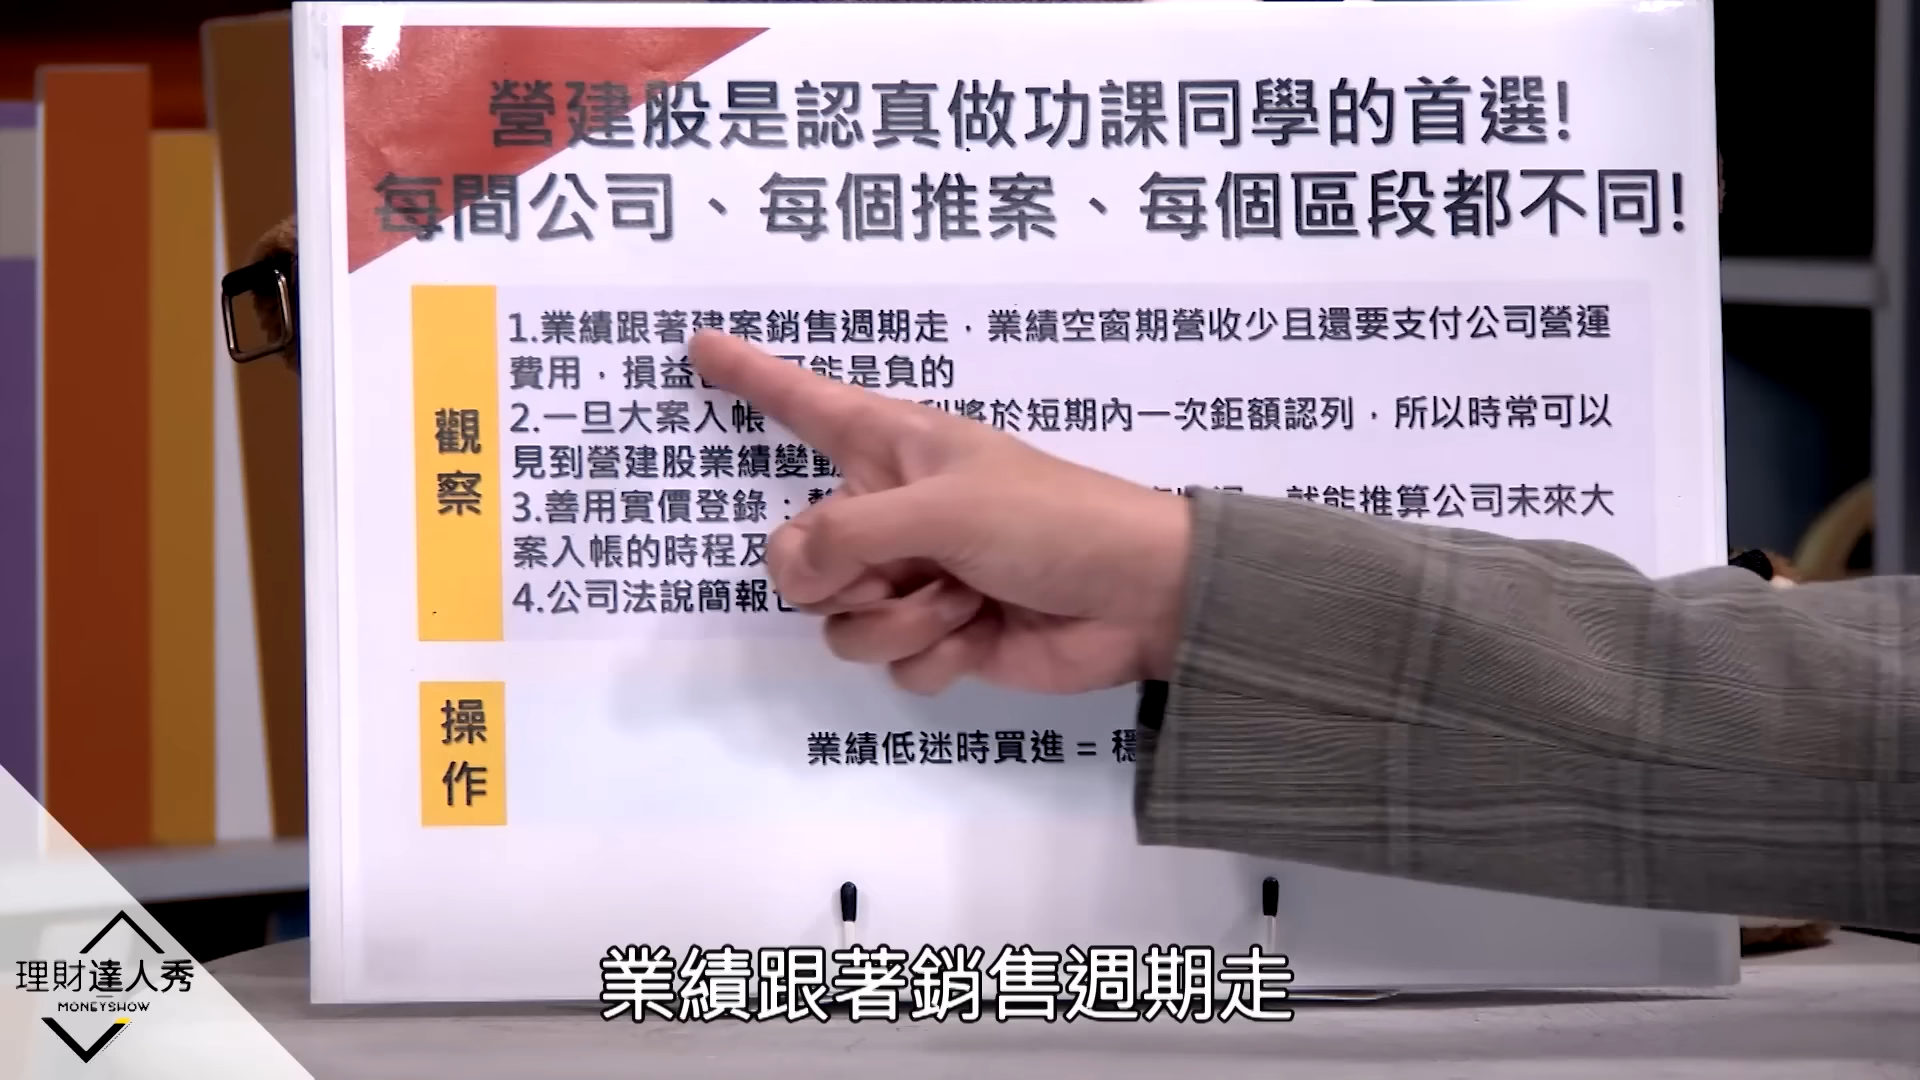 營建股是認真做功課同學的首選!
每間公司、每個推案、每個區段都不同!
觀察
1.業績跟著建案銷售週期走，業績空窗期營收少且還要支付公司營運
費用，損益 可能是負的
2.一旦大案入帳 將於短期內一次鉅額認列，所以時常可以
見到營建股業績變動
3.善用實價登錄： 就能推算公司未來大
案入帳的時程及
4.公司法說簡報也
操作
業績低迷時買進 = 穩
業績跟著銷售週期走
理財達人秀
MONEYSHOW